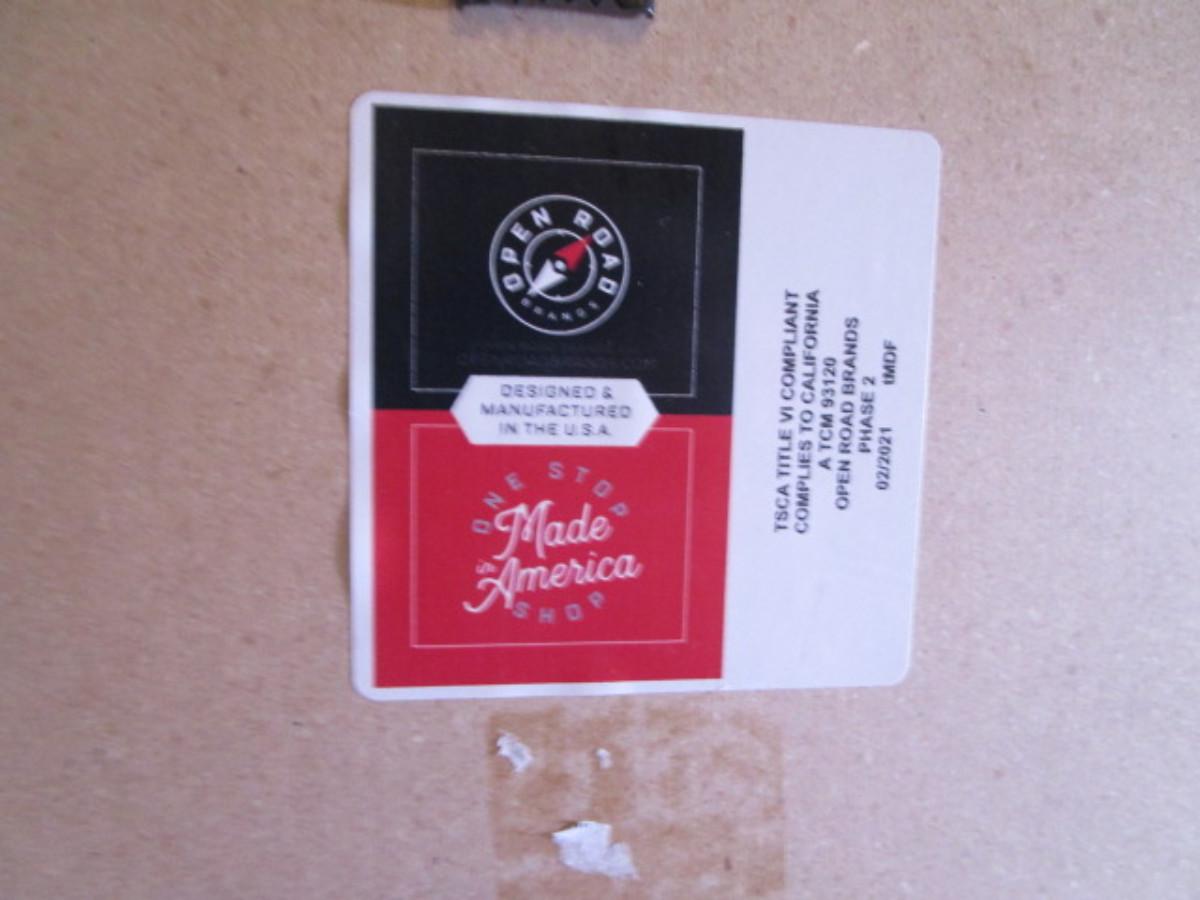 OPEN ROAD
BRANDS
DESIGNED &
MANUFACTURED
IN THE U.S.A.
ONE STOP
Made
in America
SHOP
TSCA TITLE VI COMPLIANT
COMPLIES TO CALIFORNIA
A TCM 93120
OPEN ROAD BRANDS
PHASE 2
02/2021 tMDF